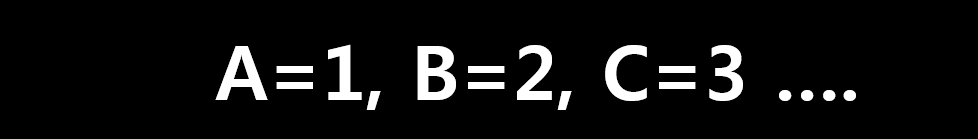 A=1, B=2, C=3 ....